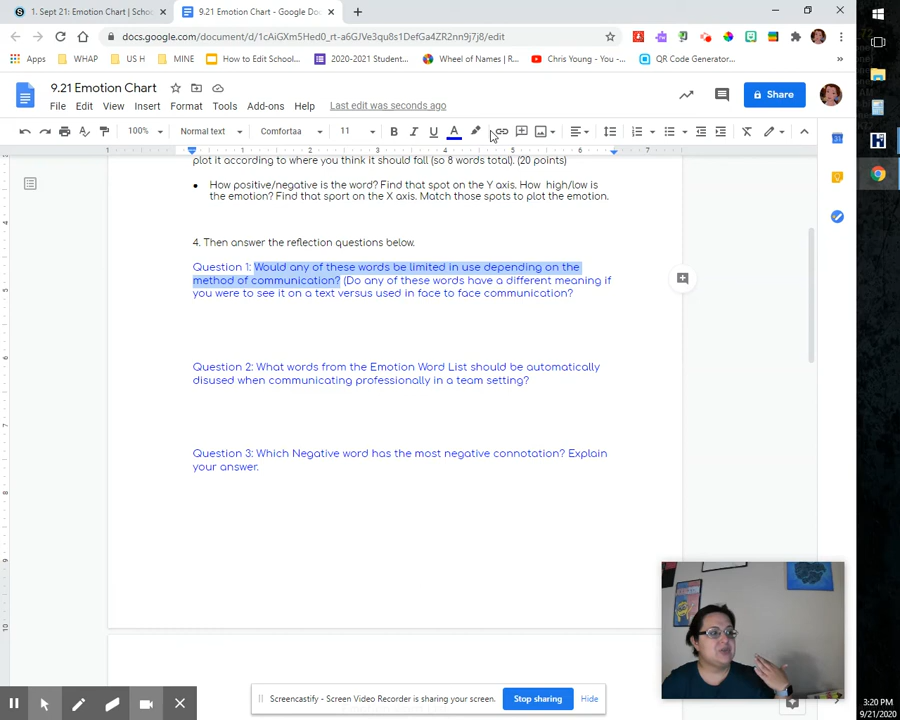 1. Sept 21: Emotion Chart | Schoo
9.21 Emotion Chart - Google Doc
docs.google.com/document/d/1cAiGXm5Hed0_rt-a6GJVe3qu8s1DefGa4ZR2nn9j7j8/edit
Apps WHAP US H MINE How to Edit School... 2020-2021 Student... Wheel of Names | R... Chris Young - You -... QR Code Generator... »
9.21 Emotion Chart
File Edit View Insert Format Tools Add-ons Help Last edit was seconds ago
Share
100% Normal text Comfortaa 11 B I U A
1 1 2 3 4 5 6 7
plot it according to where you think it should fall (so 8 words total). (20 points)
● How positive/negative is the word? Find that spot on the Y axis. How high/low is
the emotion? Find that sport on the X axis. Match those spots to plot the emotion.
4. Then answer the reflection questions below.
Question 1: Would any of these words be limited in use depending on the
method of communication? (Do any of these words have a different meaning if
you were to see it on a text versus used in face to face communication?
Question 2: What words from the Emotion Word List should be automatically
disused when communicating professionally in a team setting?
Question 3: Which Negative word has the most negative connotation? Explain
your answer.
Screencastify - Screen Video Recorder is sharing your screen. Stop sharing Hide
3:20 PM
9/21/2020